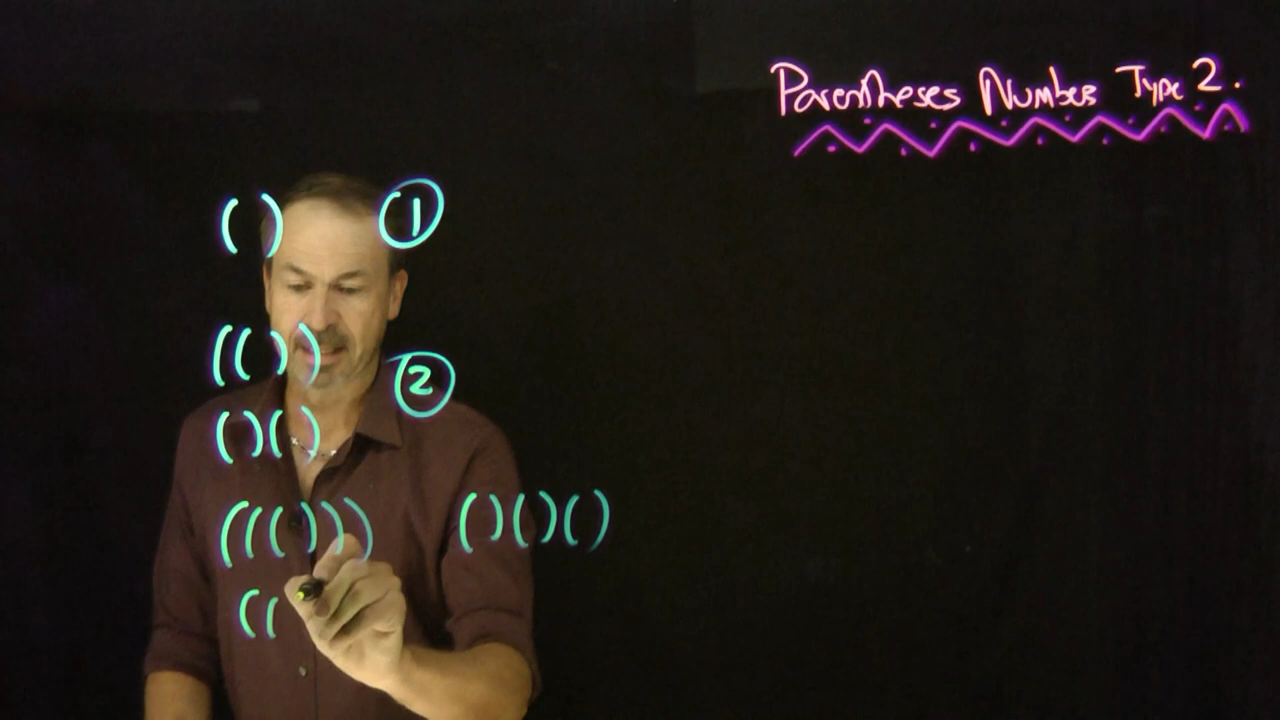 Parentheses Number Type 2.
( ) 1
(( )) 2
()()
((())) ()()()
((